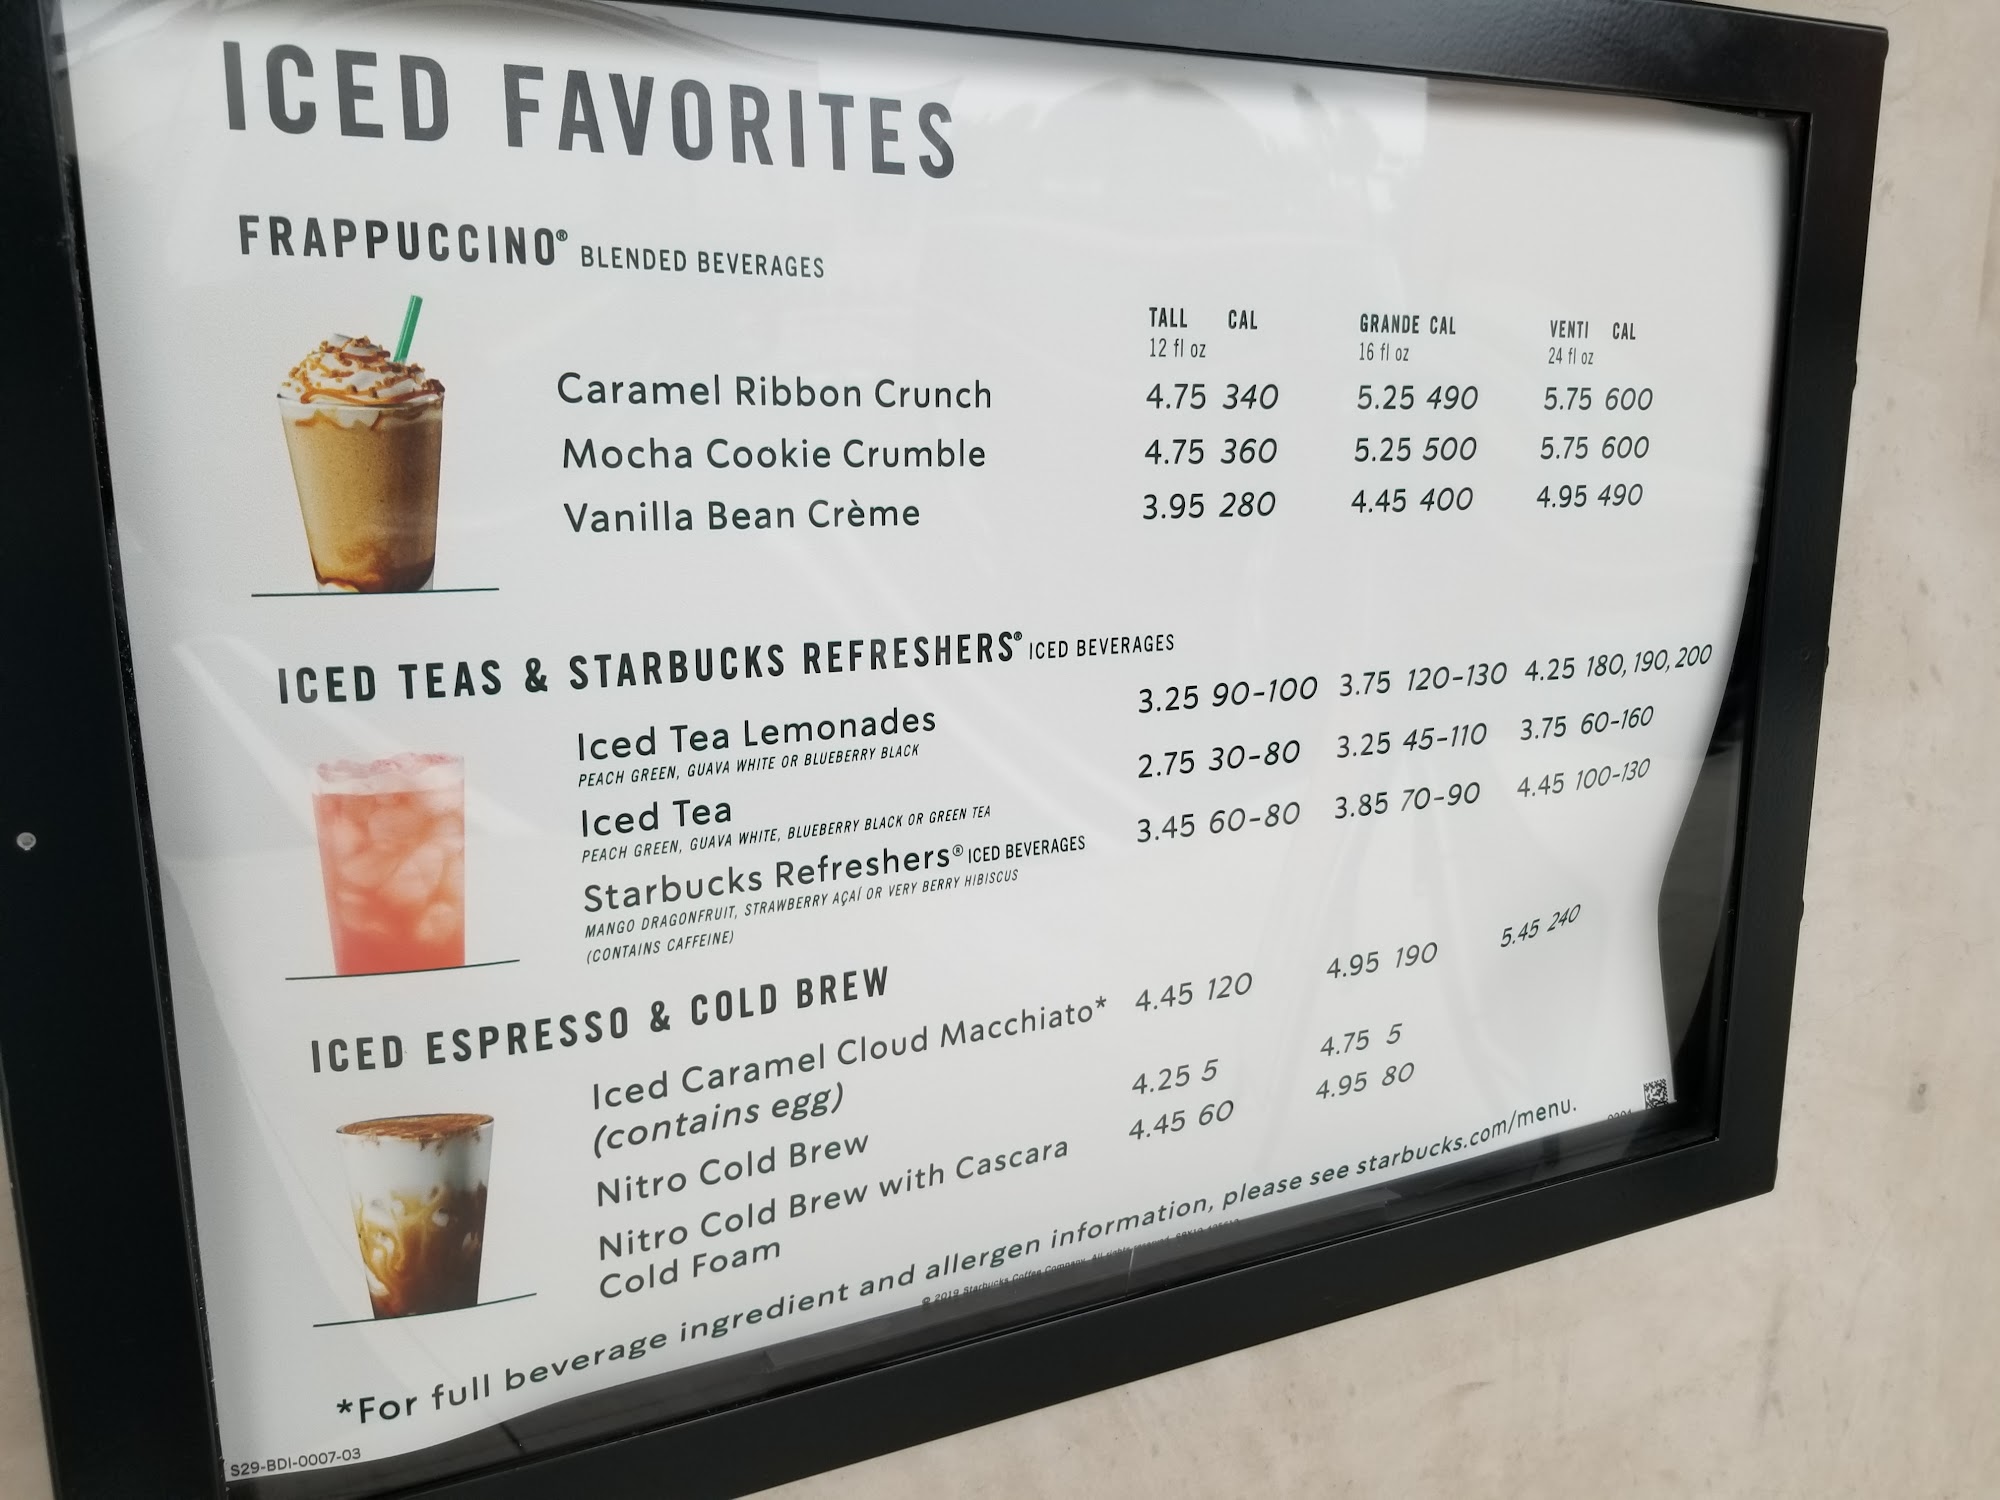 ICED FAVORITES
FRAPPUCCINO® BLENDED BEVERAGES
TALL CAL GRANDE CAL VENTI CAL
12 fl oz 16 fl oz 24 fl oz
Caramel Ribbon Crunch 4.75 340 5.25 490 5.75 600
Mocha Cookie Crumble 4.75 360 5.25 500 5.75 600
Vanilla Bean Crème 3.95 280 4.45 400 4.95 490
ICED TEAS & STARBUCKS REFRESHERS® ICED BEVERAGES
Iced Tea Lemonades 3.25 90-100 3.75 120-130 4.25 180, 190, 200
PEACH GREEN, GUAVA WHITE OR BLUEBERRY BLACK
Iced Tea 2.75 30-80 3.25 45-110 3.75 60-160
PEACH GREEN, GUAVA WHITE, BLUEBERRY BLACK OR GREEN TEA
Starbucks Refreshers® ICED BEVERAGES 3.45 60-80 3.85 70-90 4.45 100-130
MANGO DRAGONFRUIT, STRAWBERRY AÇAÍ OR VERY BERRY HIBISCUS
(CONTAINS CAFFEINE)
ICED ESPRESSO & COLD BREW
Iced Caramel Cloud Macchiato* 4.45 120 4.95 190 5.45 240
(contains egg)
Nitro Cold Brew 4.25 5 4.75 5
Nitro Cold Brew with Cascara 4.45 60 4.95 80
Cold Foam
*For full beverage ingredient and allergen information, please see starbucks.com/menu.
© 2019 Starbucks Coffee Company. All rights reserved.
S29-BDI-0007-03